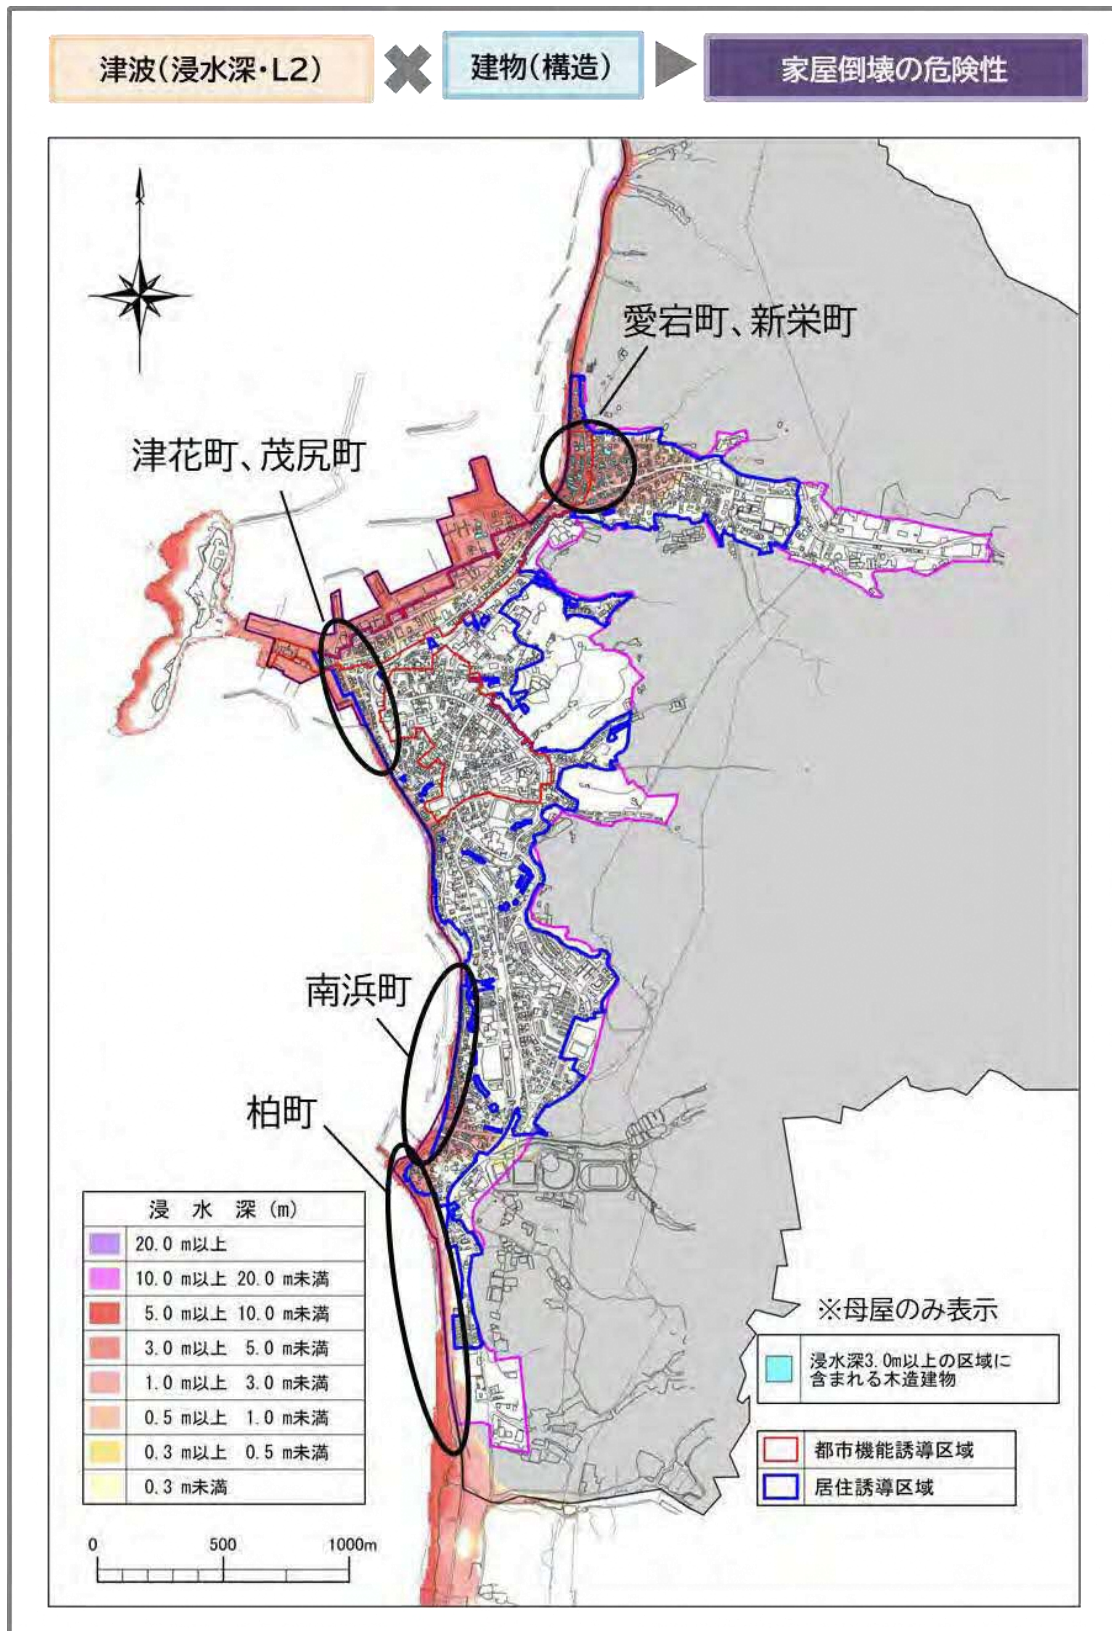 津波(浸水深・L2)
建物(構造)
家屋倒壊の危険性
愛宕町、新栄町
津花町、茂尻町
南浜町
柏町
浸 水 深 (m)
20.0 m以上
10.0 m以上 20.0 m未満
5.0 m以上 10.0 m未満
3.0 m以上 5.0 m未満
1.0 m以上 3.0 m未満
0.5 m以上 1.0 m未満
0.3 m以上 0.5 m未満
0.3 m未満
0 500 1000m
※母屋のみ表示
浸水深3.0m以上の区域に
含まれる木造建物
都市機能誘導区域
居住誘導区域